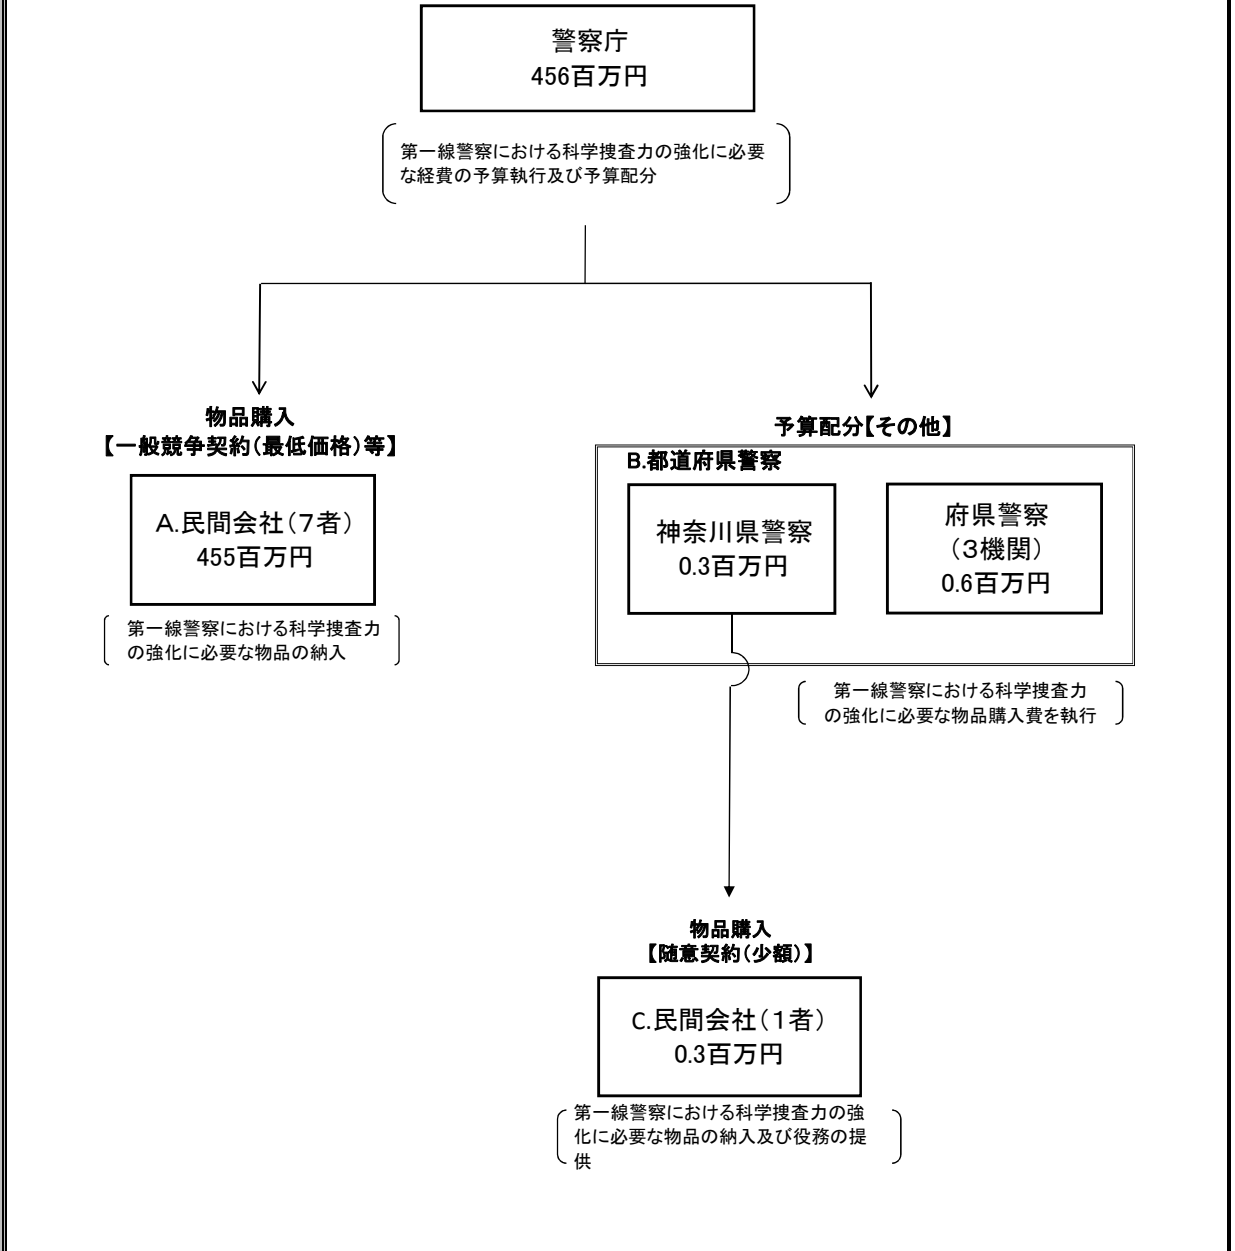 警察庁
456百万円
第一線警察における科学捜査力の強化に必要
な経費の予算執行及び予算配分
物品購入
【一般競争契約(最低価格)等】
A.民間会社(7者)
455百万円
第一線警察における科学捜査力
の強化に必要な物品の納入
予算配分【その他】
B.都道府県警察
神奈川県警察
0.3百万円
府県警察
(3機関)
0.6百万円
第一線警察における科学捜査力
の強化に必要な物品購入費を執行
物品購入
【随意契約(少額)】
C.民間会社(1者)
0.3百万円
第一線警察における科学捜査力の強
化に必要な物品の納入及び役務の提
供